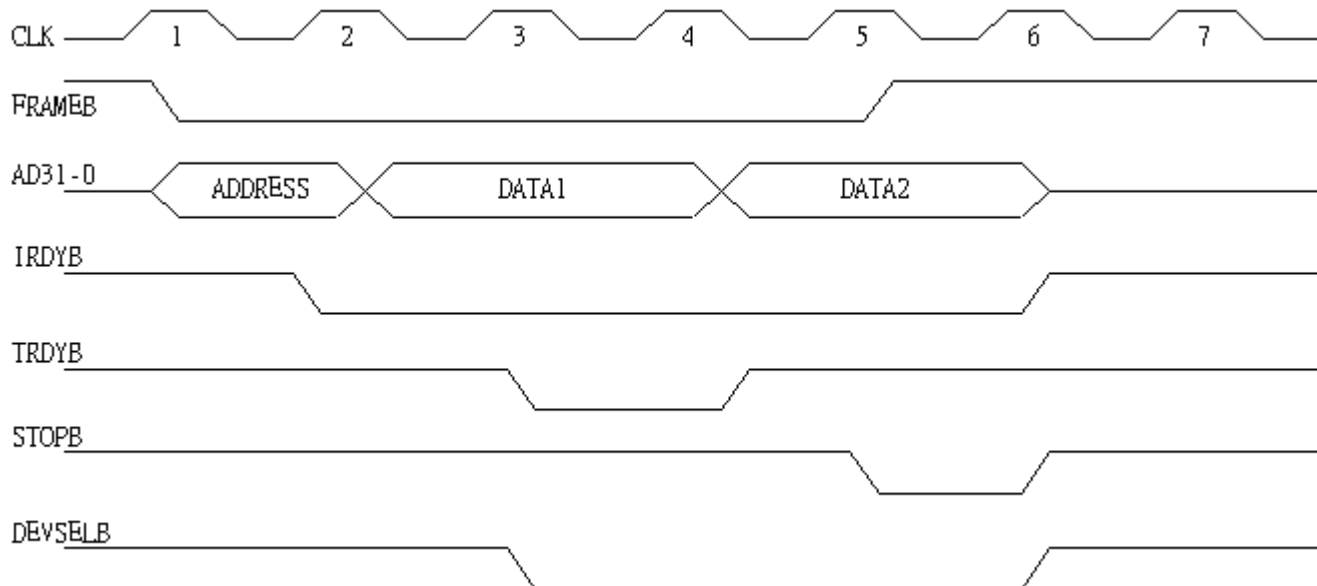 CLK 1 2 3 4 5 6 7
FRAMEB
AD31-0 ADDRESS DATA1 DATA2
IRDYB
TRDYB
STOPB
DEVSELB